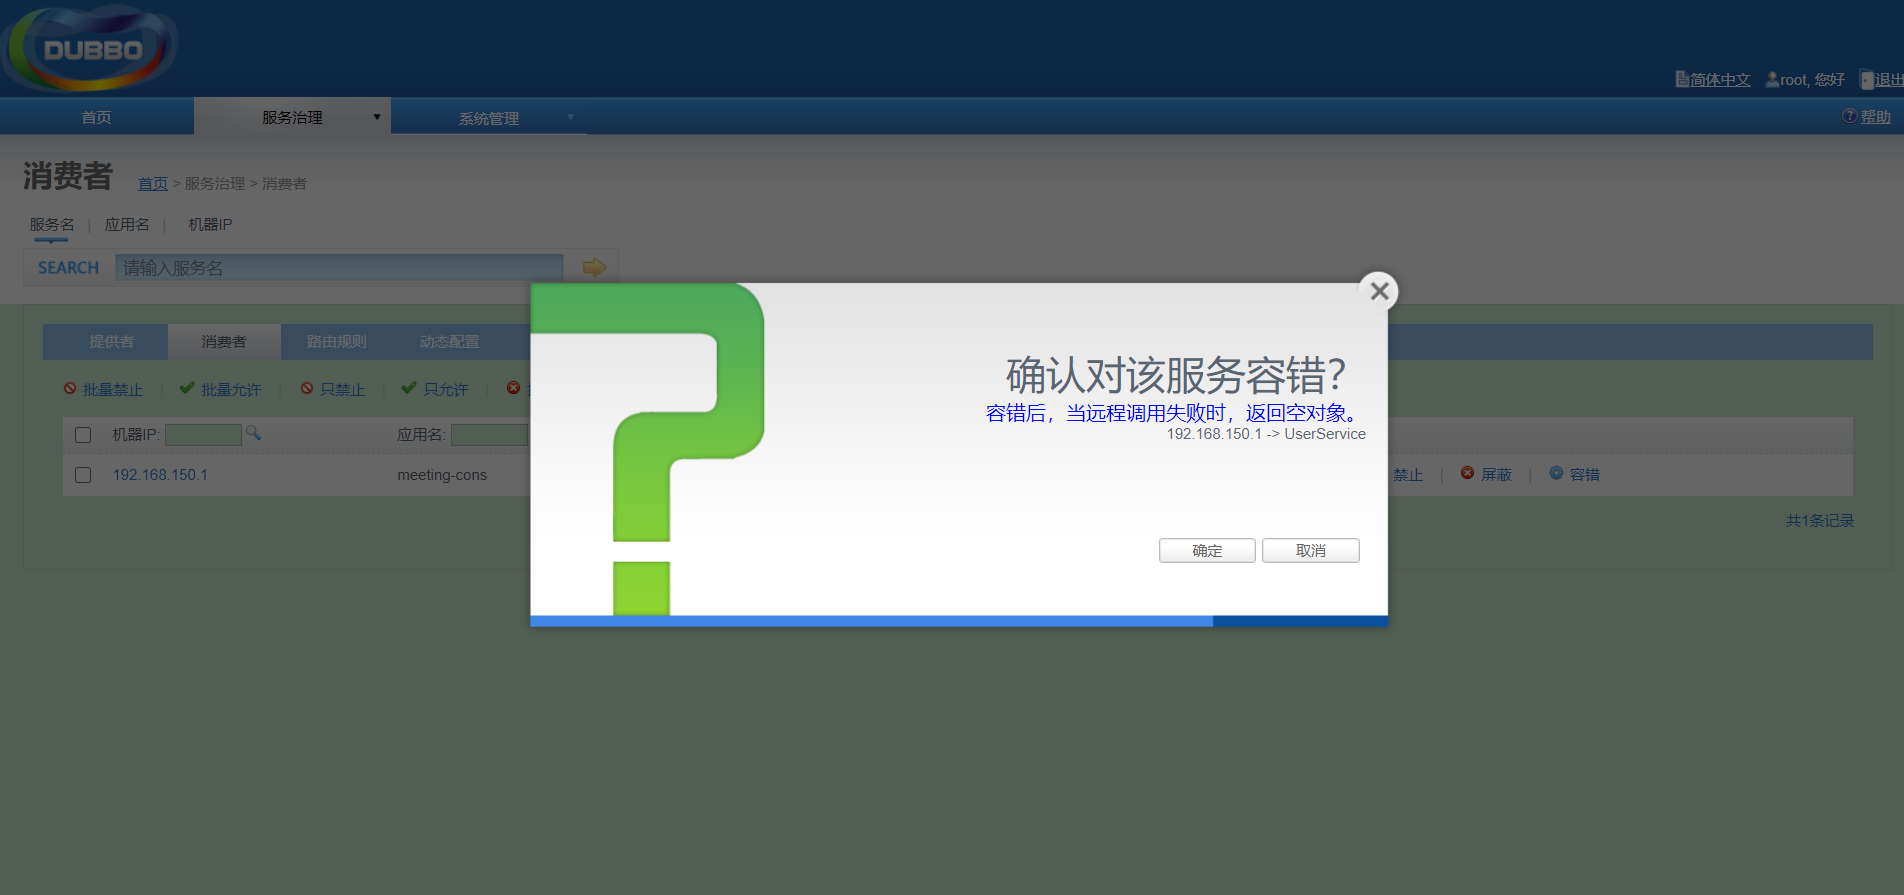 DUBBO
简体中文 root, 您好 退出
首页 服务治理 系统管理 帮助
消费者 首页 > 服务治理 > 消费者
服务名 | 应用名 | 机器IP
SEARCH 请输入服务名
提供者 消费者 路由规则 动态配置
批量禁止 | 批量允许 | 只禁止 | 只允许 |
确认对该服务容错?
容错后，当远程调用失败时，返回空对象。
192.168.150.1 -> UserService
机器IP: 应用名:
192.168.150.1 meeting-cons 禁止 | 屏蔽 | 容错
共1条记录
确定 取消